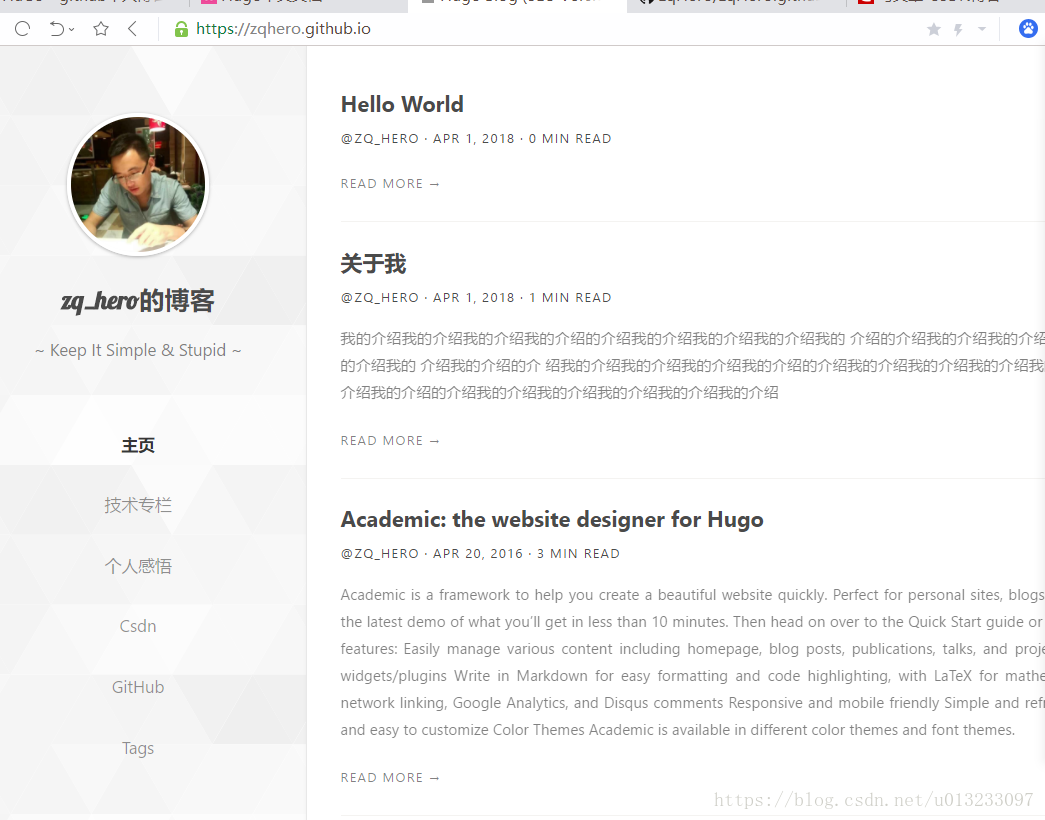 https://zqhero.github.io
zq_hero的博客
~ Keep It Simple & Stupid ~
主页
技术专栏
个人感悟
Csdn
GitHub
Tags
Hello World
@ZQ_HERO · APR 1, 2018 · 0 MIN READ
READ MORE →
关于我
@ZQ_HERO · APR 1, 2018 · 1 MIN READ
我的介绍我的介绍我的介绍我的介绍的介绍我的介绍我的介绍我的介绍我的 介绍的介绍我的介绍我的介绍
的介绍我的 介绍我的介绍的介 绍我的介绍我的介绍我的介绍我的介绍的介绍我的介绍我的介绍我的介绍我
介绍我的介绍的介绍我的介绍我的介绍我的介绍我的介绍我的介绍
READ MORE →
Academic: the website designer for Hugo
@ZQ_HERO · APR 20, 2016 · 3 MIN READ
Academic is a framework to help you create a beautiful website quickly. Perfect for personal sites, blogs
the latest demo of what you’ll get in less than 10 minutes. Then head on over to the Quick Start guide or
features: Easily manage various content including homepage, blog posts, publications, talks, and
widgets/plugins Write in Markdown for easy formatting and code highlighting, with LaTeX for
network linking, Google Analytics, and Disqus comments Responsive and mobile friendly Simple and
and easy to customize Color Themes Academic is available in different color themes and font themes.
READ MORE →
https://blog.csdn.net/u013233097